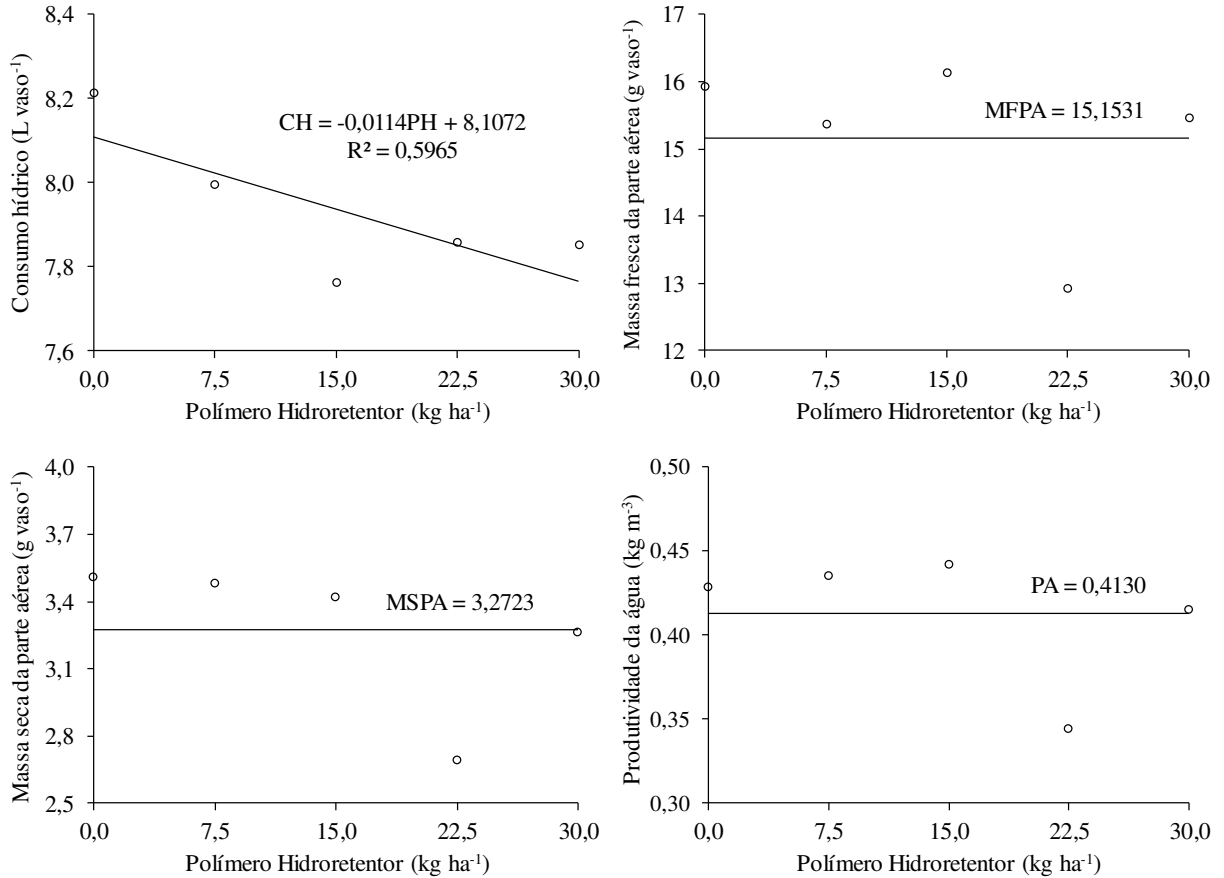 Consumo hídrico (L vaso⁻¹)
8,4
8,2
8,0
7,8
7,6
CH = -0,0114PH + 8,1072
R² = 0,5965
0,0 7,5 15,0 22,5 30,0
Polímero Hidroretentor (kg ha⁻¹)
Massa fresca da parte aérea (g vaso⁻¹)
17
16
15
14
13
12
MFPA = 15,1531
0,0 7,5 15,0 22,5 30,0
Polímero Hidroretentor (kg ha⁻¹)
Massa seca da parte aérea (g vaso⁻¹)
4,0
3,7
3,4
3,1
2,8
2,5
MSPA = 3,2723
0,0 7,5 15,0 22,5 30,0
Polímero Hidroretentor (kg ha⁻¹)
Produtividade da água (kg m⁻³)
0,50
0,45
0,40
0,35
0,30
PA = 0,4130
0,0 7,5 15,0 22,5 30,0
Polímero Hidroretentor (kg ha⁻¹)